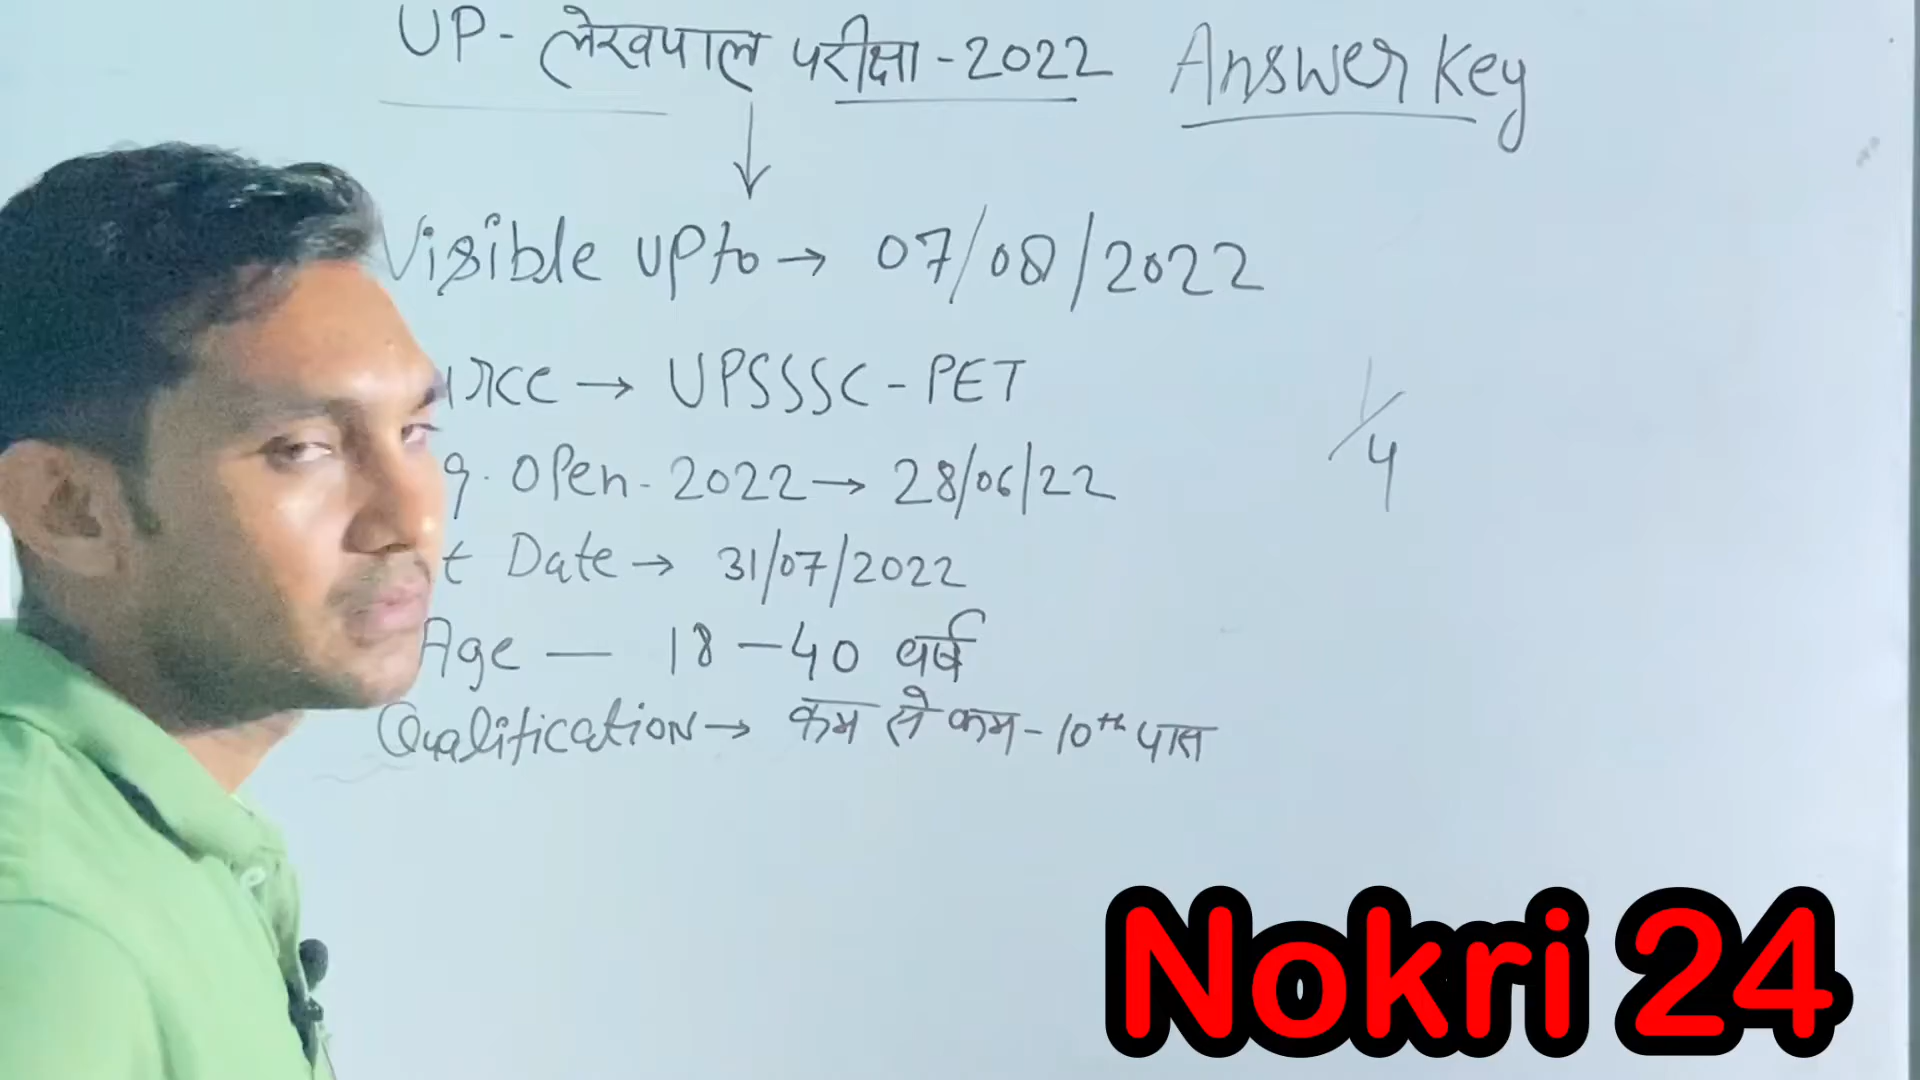 UP- लेखपाल परीक्षा -2022 Answer Key
Visible upto → 07/08/2022
→ UPSSSC-PET
Open-2022 → 28/06/22
Date → 31/07/2022
Age — 18-40 वर्ष
Qualification → कम से कम-10th पास
1/4
Nokri 24